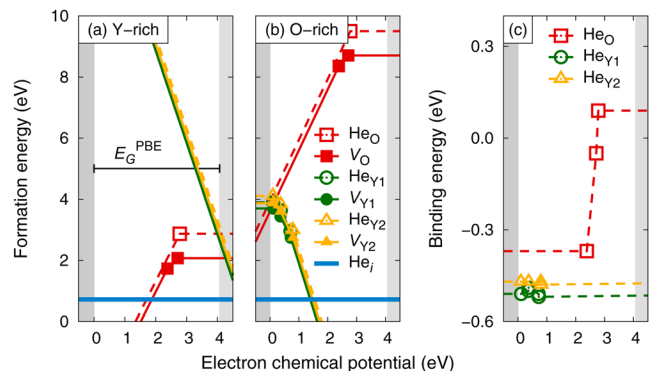 (a) Y−rich
(b) O−rich
(c)
10
8
6
4
2
0
Formation energy (eV)
E_G^PBE
He_O
V_O
He_Y1
V_Y1
He_Y2
V_Y2
He_i
0 1 2 3 4
0 1 2 3 4
Electron chemical potential (eV)
0.3
0.0
−0.3
−0.6
Binding energy (eV)
He_O
He_Y1
He_Y2
0 1 2 3 4